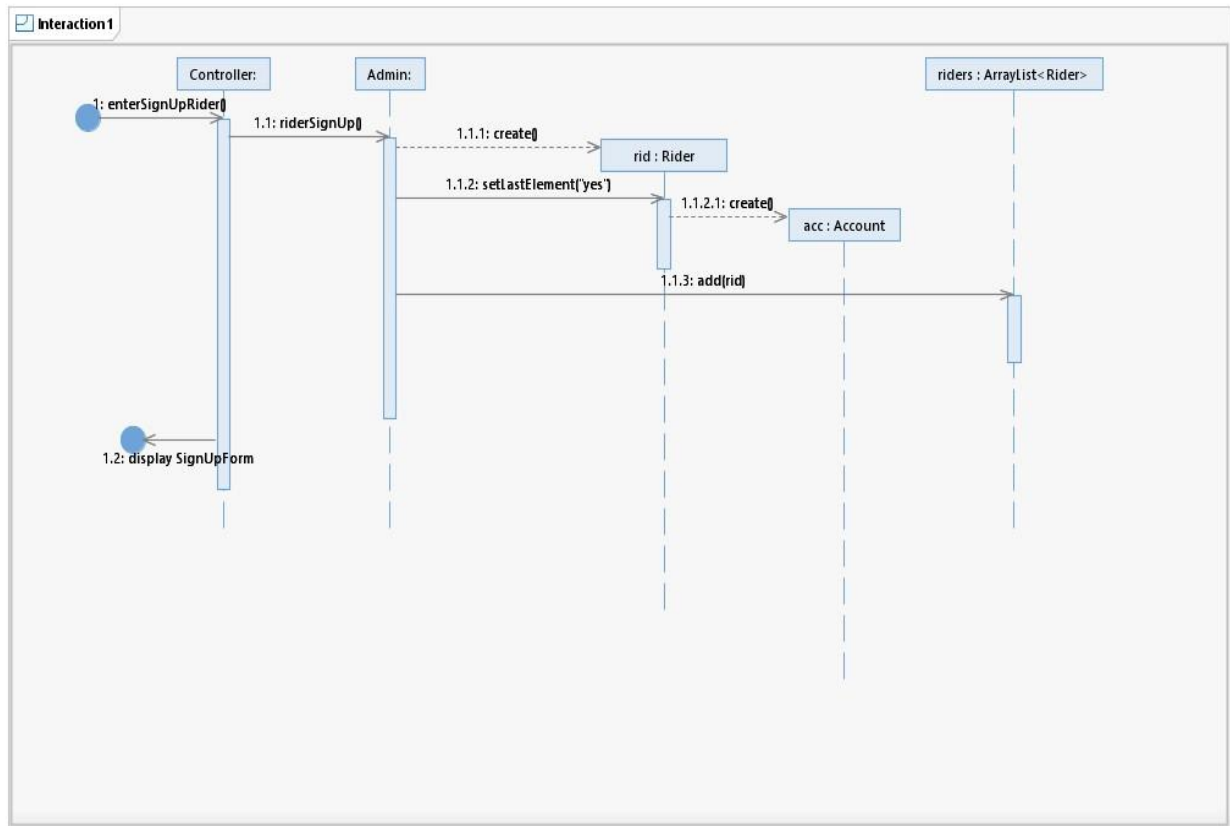 Interaction1
Controller:
Admin:
riders : ArrayList<Rider>
1: enterSignUpRider()
1.1: riderSignUp()
1.1.1: create()
rid : Rider
1.1.2: setLastElement("yes")
1.1.2.1: create()
acc : Account
1.1.3: add(rid)
1.2: display SignUpForm